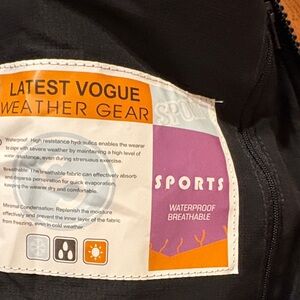 LATEST VOGUE
WEATHER GEAR
SPORTS
Waterproof: High resistance hydraulics enables the wearer
to cope with severe weather by maintaining a high level of
water resistance, even during strenuous exercise.
Breathable: The breathable fabric can effectively absorb
and disperse perspiration for quick evaporation,
keeping the wearer dry and comfortable.
Minimal Condensation: Replenish the moisture
effectively and prevent the inner layer of the fabric
from freezing, even in cold weather.
SPORTS
WATERPROOF
BREATHABLE